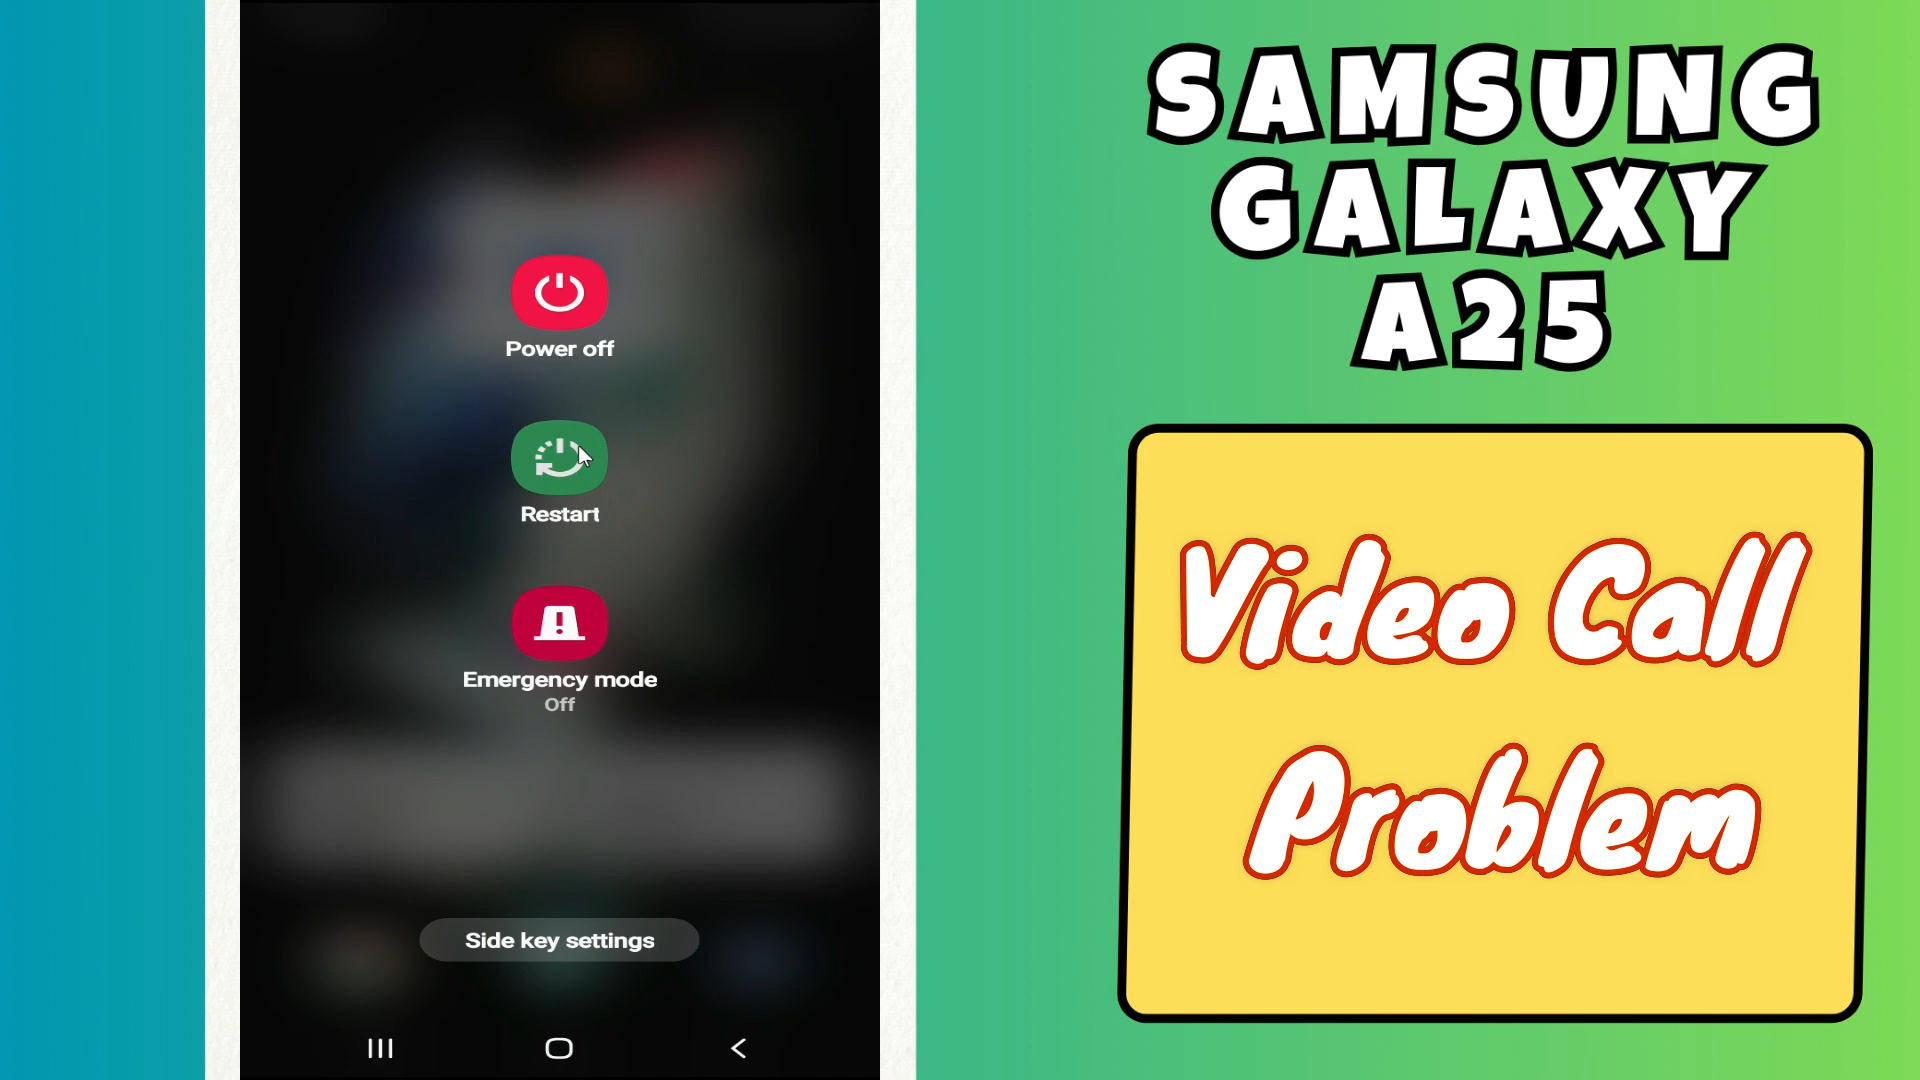 Power off
Restart
Emergency mode
Off
Side key settings
SAMSUNG
GALAXY
A25
Video Call
Problem